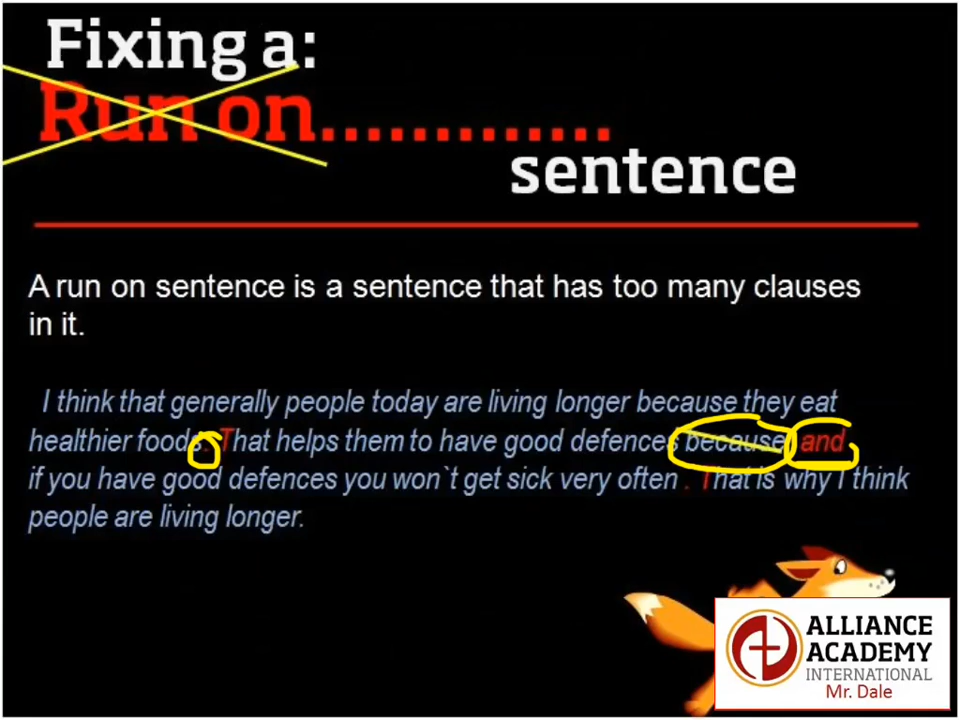 Fixing a:
Run on.............
sentence
A run on sentence is a sentence that has too many clauses
in it.
I think that generally people today are living longer because they eat
healthier foods. That helps them to have good defences because and
if you have good defences you won`t get sick very often . That is why I think
people are living longer.
ALLIANCE
ACADEMY
INTERNATIONAL
Mr. Dale